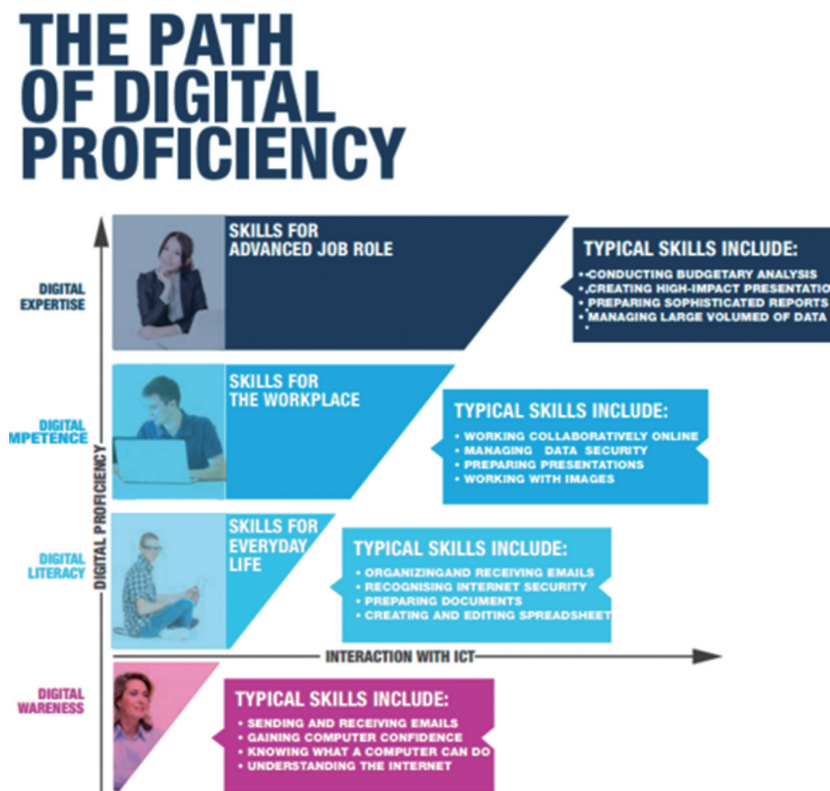 THE PATH
OF DIGITAL
PROFICIENCY
SKILLS FOR
ADVANCED JOB ROLE
DIGITAL
EXPERTISE
TYPICAL SKILLS INCLUDE:
• CONDUCTING BUDGETARY ANALYSIS
• CREATING HIGH-IMPACT PRESENTATIO
• PREPARING SOPHISTICATED REPORTS
• MANAGING LARGE VOLUMED OF DATA
SKILLS FOR
THE WORKPLACE
DIGITAL
MPETENCE
TYPICAL SKILLS INCLUDE:
• WORKING COLLABORATIVELY ONLINE
• MANAGING DATA SECURITY
• PREPARING PRESENTATIONS
• WORKING WITH IMAGES
DIGITAL PROFICIENCY
SKILLS FOR
EVERYDAY
LIFE
DIGITAL
LITERACY
TYPICAL SKILLS INCLUDE:
• ORGANIZINGAND RECEIVING EMAILS
• RECOGNISING INTERNET SECURITY
• PREPARING DOCUMENTS
• CREATING AND EDITING SPREADSHEET
INTERACTION WITH ICT
DIGITAL
WARENESS
TYPICAL SKILLS INCLUDE:
• SENDING AND RECEIVING EMAILS
• GAINING COMPUTER CONFIDENCE
• KNOWING WHAT A COMPUTER CAN DO
• UNDERSTANDING THE INTERNET